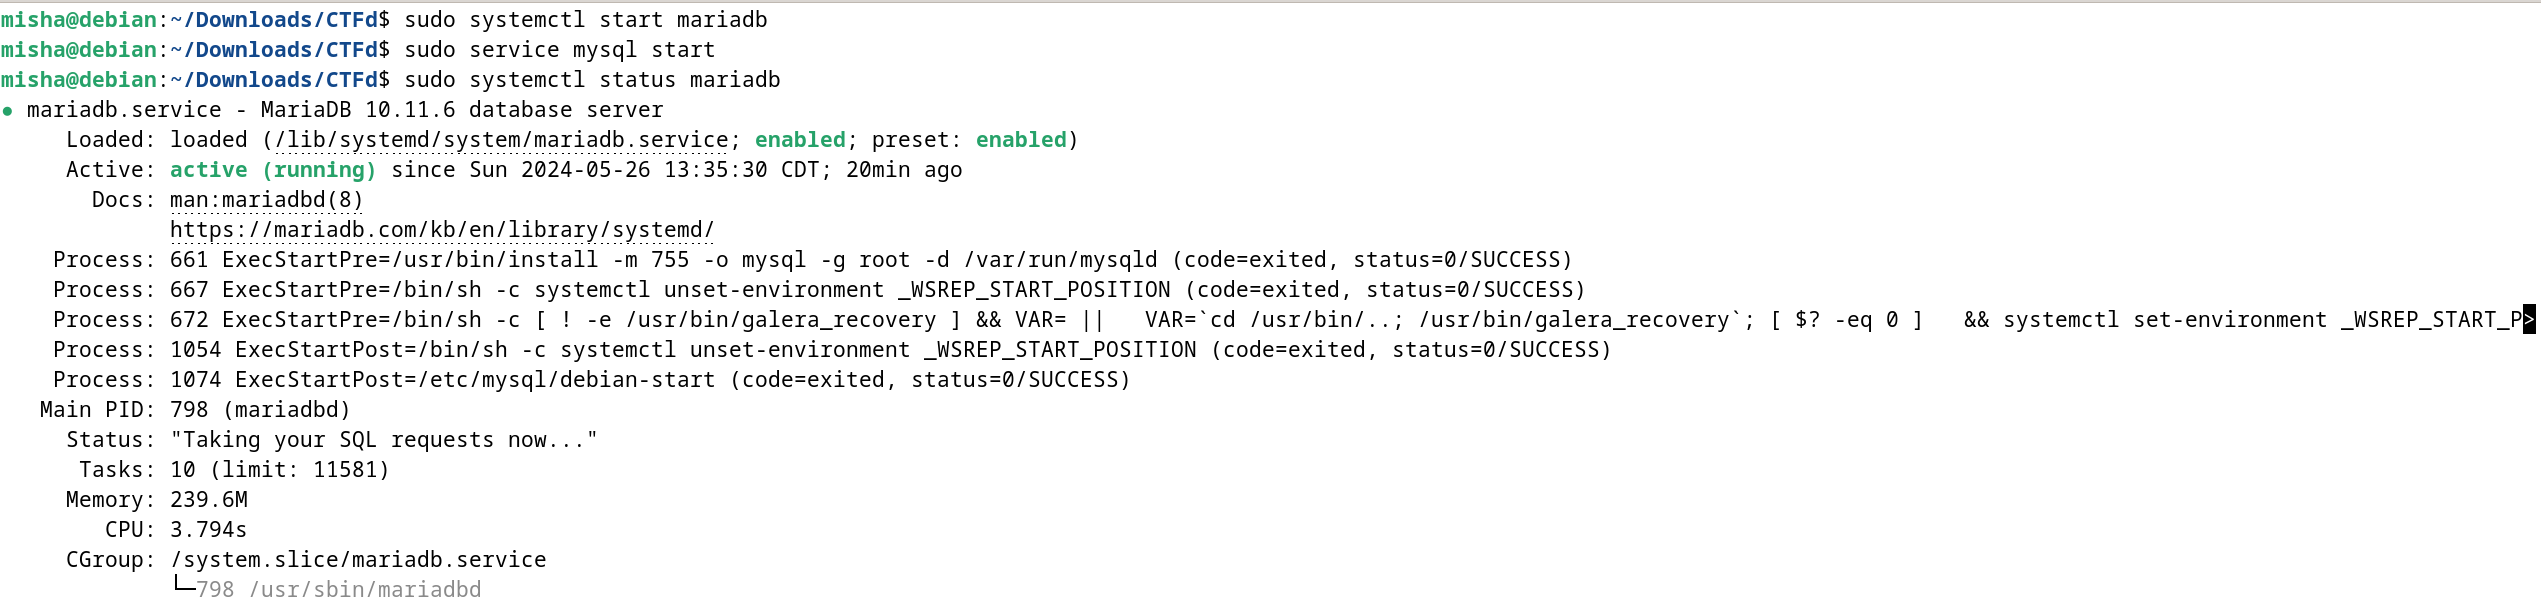 misha@debian:~/Downloads/CTFd$ sudo systemctl start mariadb
misha@debian:~/Downloads/CTFd$ sudo service mysql start
misha@debian:~/Downloads/CTFd$ sudo systemctl status mariadb
● mariadb.service - MariaDB 10.11.6 database server
     Loaded: loaded (/lib/systemd/system/mariadb.service; enabled; preset: enabled)
     Active: active (running) since Sun 2024-05-26 13:35:30 CDT; 20min ago
       Docs: man:mariadbd(8)
             https://mariadb.com/kb/en/library/systemd/
    Process: 661 ExecStartPre=/usr/bin/install -m 755 -o mysql -g root -d /var/run/mysqld (code=exited, status=0/SUCCESS)
    Process: 667 ExecStartPre=/bin/sh -c systemctl unset-environment _WSREP_START_POSITION (code=exited, status=0/SUCCESS)
    Process: 672 ExecStartPre=/bin/sh -c [ ! -e /usr/bin/galera_recovery ] && VAR= ||   VAR=`cd /usr/bin/..; /usr/bin/galera_recovery`; [ $? -eq 0 ]   && systemctl set-environment _WSREP_START_P>
    Process: 1054 ExecStartPost=/bin/sh -c systemctl unset-environment _WSREP_START_POSITION (code=exited, status=0/SUCCESS)
    Process: 1074 ExecStartPost=/etc/mysql/debian-start (code=exited, status=0/SUCCESS)
   Main PID: 798 (mariadbd)
     Status: "Taking your SQL requests now..."
      Tasks: 10 (limit: 11581)
     Memory: 239.6M
        CPU: 3.794s
     CGroup: /system.slice/mariadb.service
             └─798 /usr/sbin/mariadbd